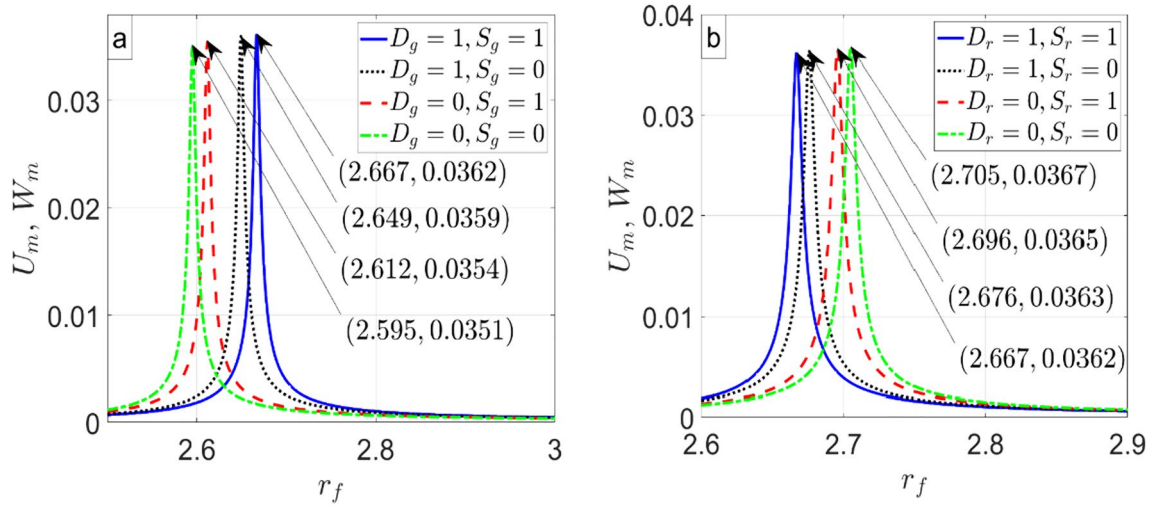 a
D_g = 1, S_g = 1
D_g = 1, S_g = 0
D_g = 0, S_g = 1
D_g = 0, S_g = 0
(2.667, 0.0362)
(2.649, 0.0359)
(2.612, 0.0354)
(2.595, 0.0351)
0.03
0.02
0.01
0
2.6
2.8
3
U_m, W_m
r_f
b
D_r = 1, S_r = 1
D_r = 1, S_r = 0
D_r = 0, S_r = 1
D_r = 0, S_r = 0
(2.705, 0.0367)
(2.696, 0.0365)
(2.676, 0.0363)
(2.667, 0.0362)
0.04
0.03
0.02
0.01
0
2.6
2.7
2.8
2.9
U_m, W_m
r_f